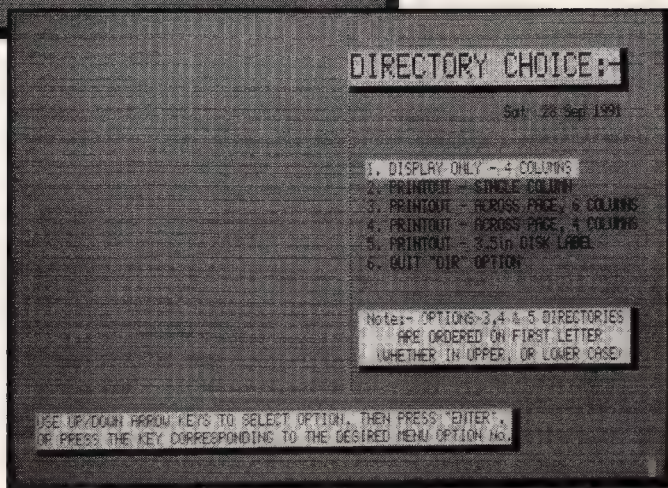 DIRECTORY CHOICE:-
Sat 28 Sep 1991
1. DISPLAY ONLY - 4 COLUMNS
2. PRINTOUT - SINGLE COLUMN
3. PRINTOUT - ACROSS PAGE, 6 COLUMNS
4. PRINTOUT - ACROSS PAGE, 4 COLUMNS
5. PRINTOUT - 3.5in DISK LABEL
6. QUIT "DIR" OPTION
Note:- OPTIONS 3,4 & 5 DIRECTORIES
ARE ORDERED ON FIRST LETTER
(WHETHER IN UPPER, OR LOWER CASE)
USE UP/DOWN ARROW KEYS TO SELECT OPTION, THEN PRESS "ENTER",
OR PRESS THE KEY CORRESPONDING TO THE DESIRED MENU OPTION No.